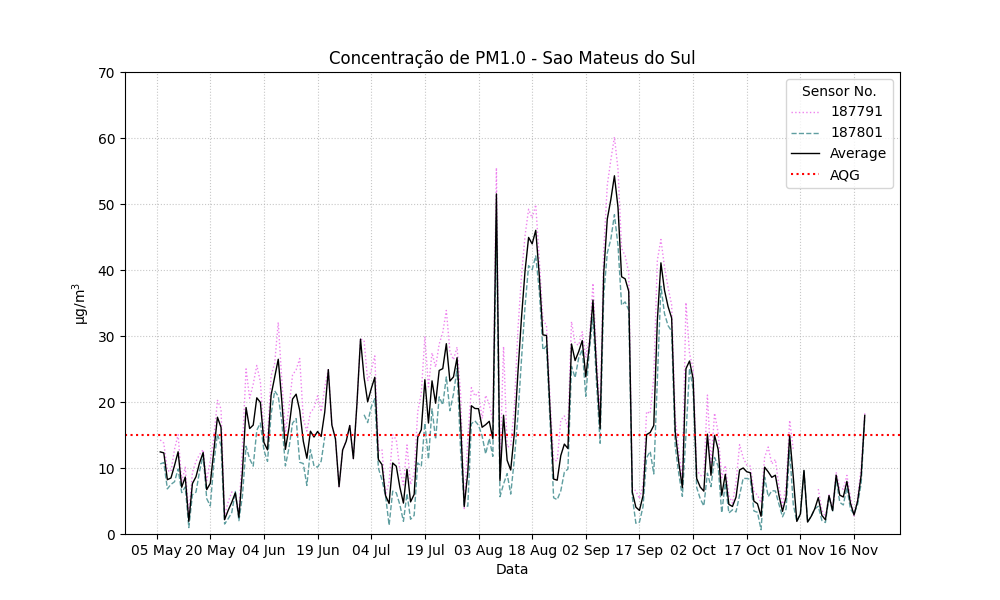 Concentração de PM1.0 - Sao Mateus do Sul
70
60
50
40
30
20
10
0
µg/m³
Sensor No.
187791
187801
Average
AQG
05 May 20 May 04 Jun 19 Jun 04 Jul 19 Jul 03 Aug 18 Aug 02 Sep 17 Sep 02 Oct 17 Oct 01 Nov 16 Nov
Data